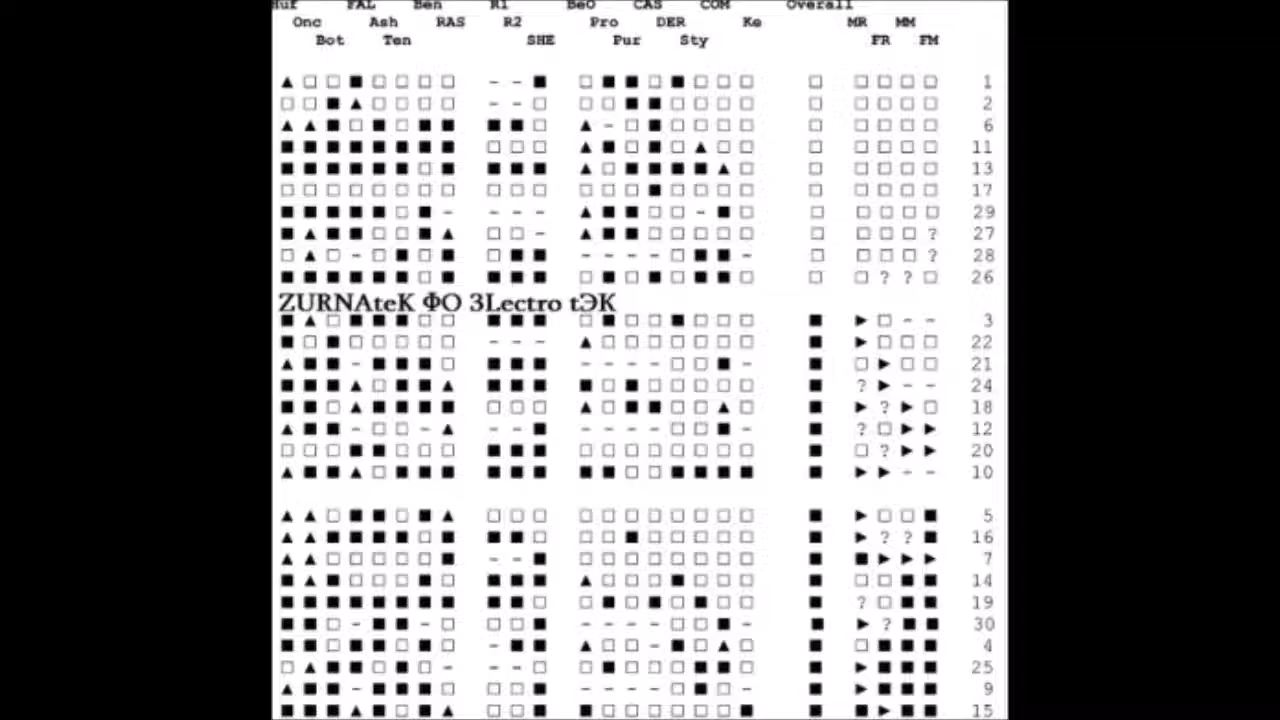 Huf FAL Ben R1 BeO CAS COM Overall
Onc Ash RAS R2 Pro DER Ke MR MM
Bot Ten SHE Pur Sty FR FM
▲ □ □ ■ □ □ □ □ - - ■ □ ■ ■ □ ■ □ □ □ □ □ □ □ □ 1
□ □ ■ ▲ □ □ □ □ - - □ □ □ ■ ■ □ □ □ □ □ □ □ □ □ 2
▲ ▲ ■ □ ■ □ ■ ■ ■ ■ □ ▲ - □ ■ □ □ □ □ □ □ □ □ □ 6
■ ■ ■ ■ ■ ■ ■ ■ □ □ □ ▲ ■ □ ■ □ ▲ □ □ □ □ □ □ □ 11
■ ■ ■ ■ ■ ■ □ ■ ■ ■ ■ ▲ □ ■ ■ ■ ■ ▲ □ □ □ □ □ □ 13
□ □ □ □ □ □ □ □ □ □ □ □ □ □ ■ □ □ □ □ □ □ □ □ □ 17
■ ■ ■ ■ ■ □ ■ - - - - ▲ ■ ■ □ □ - ■ □ □ □ □ □ □ 29
■ ▲ ■ ■ □ □ ■ ▲ □ □ - ▲ ■ ■ □ □ □ □ □ □ □ □ □ ? 27
□ ▲ □ - □ ■ □ ■ □ ■ ■ - - - - □ ■ ■ - □ □ □ □ ? 28
■ ■ ■ ■ ■ ■ □ ■ ■ ■ ■ □ ■ □ ■ □ ■ ■ □ □ □ ? ? □ 26
ZURNAteK ФО 3Lectro tЭK
■ ▲ □ ■ ■ ■ □ □ ■ ■ ■ □ ■ □ □ ■ □ □ □ ■ ► □ - - 3
■ □ ■ □ □ □ □ □ - - - ▲ □ □ □ □ □ □ □ ■ ► □ □ □ 22
▲ ■ ■ - ■ ■ ■ □ ■ ■ ■ - - - - □ □ ■ - ■ □ ► □ □ 21
■ ■ ■ ▲ □ ■ ■ ▲ ■ ■ ■ ■ □ ■ □ □ □ □ □ ■ ? ► - - 24
■ ■ □ ▲ ■ ■ ■ ■ □ □ □ ▲ □ ■ ■ □ □ ▲ □ ■ ► ? ► □ 18
▲ ■ ■ - □ □ - ▲ - - ■ - - - - □ □ ■ - ■ ? □ ► ► 12
□ □ □ ■ ■ □ □ □ ■ ■ ■ □ □ □ □ □ □ □ □ ■ □ ? ► ► 20
▲ ■ ■ ▲ □ ■ ■ ■ ■ ■ ■ ■ ■ □ □ ■ ■ ■ ■ ■ ► ► - - 10
▲ ▲ □ ■ ■ □ ■ ▲ □ □ □ □ □ □ □ □ □ □ □ ■ ► □ □ ■ 5
▲ ▲ ■ ■ ■ ■ □ ■ ■ ■ □ □ □ ■ □ □ □ □ □ ■ ► ? ? ■ 16
▲ ▲ □ □ □ □ □ ■ - - ■ □ □ □ □ □ □ □ □ ■ ■ ► ► ► 7
■ ▲ ■ □ □ □ ■ □ ■ ■ ■ ▲ □ □ □ ■ □ □ □ ■ □ □ ■ ■ 14
■ ■ ■ ■ ■ ■ ■ ■ ■ ■ □ □ ■ □ ■ □ ■ □ □ ■ ? □ ■ ■ 19
■ ■ □ - ■ ■ □ □ - - ■ - - - - □ □ ■ - ■ ► ? ■ ■ 30
■ ■ □ ■ ■ □ ■ □ - ■ ■ ▲ □ □ - ■ □ ▲ □ ■ □ ■ ■ ■ 4
□ ▲ ■ ■ □ ■ □ - - - □ □ ■ □ □ □ ■ ■ □ ■ ► ■ ■ ■ 25
▲ ■ ■ - ■ ■ ■ □ □ □ ■ - - - - □ ■ □ - ■ ► ■ ■ ■ 9
■ ■ ■ ▲ ■ □ ■ ▲ □ □ ■ ■ □ □ □ □ □ □ ■ ■ ■ ► ■ ■ 15